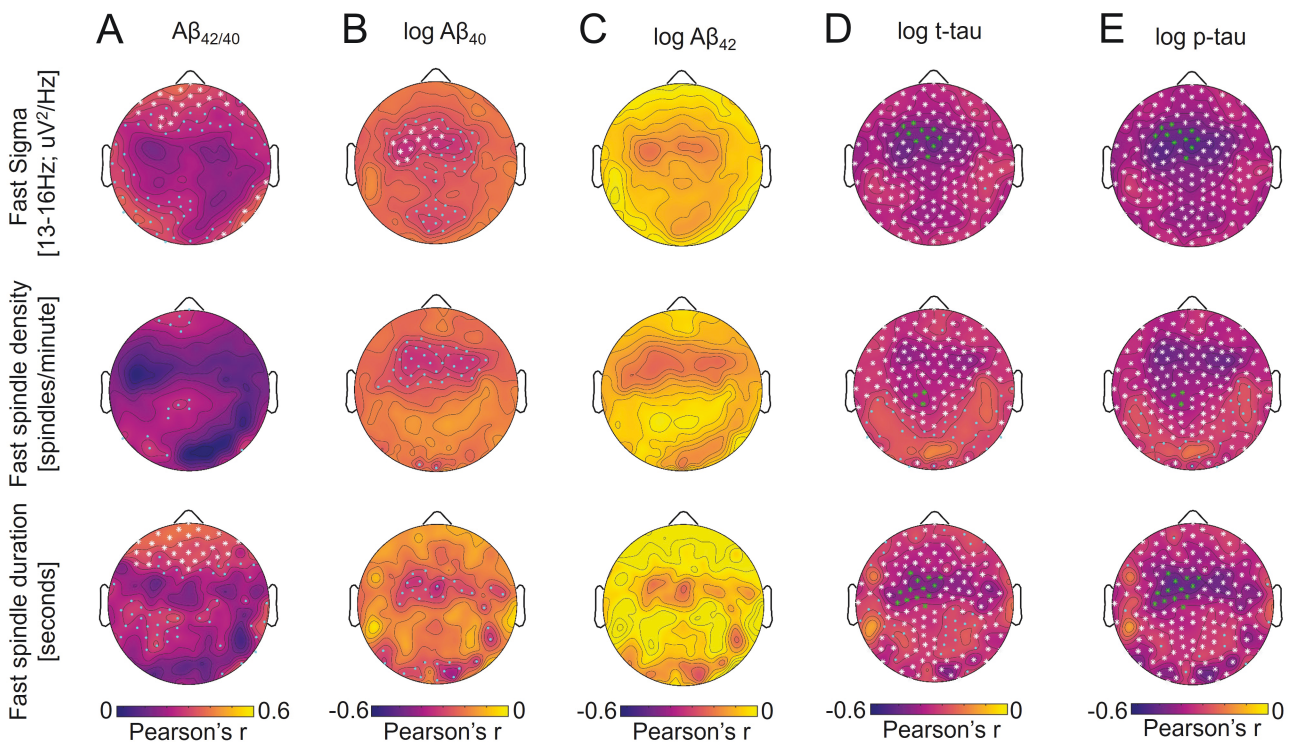 A Aβ42/40
B log Aβ40
C log Aβ42
D log t-tau
E log p-tau
Fast Sigma
[13-16Hz; uV²/Hz]
Fast spindle density
[spindles/minute]
Fast spindle duration
[seconds]
0 0.6
Pearson's r
-0.6 0
Pearson's r
-0.6 0
Pearson's r
-0.6 0
Pearson's r
-0.6 0
Pearson's r